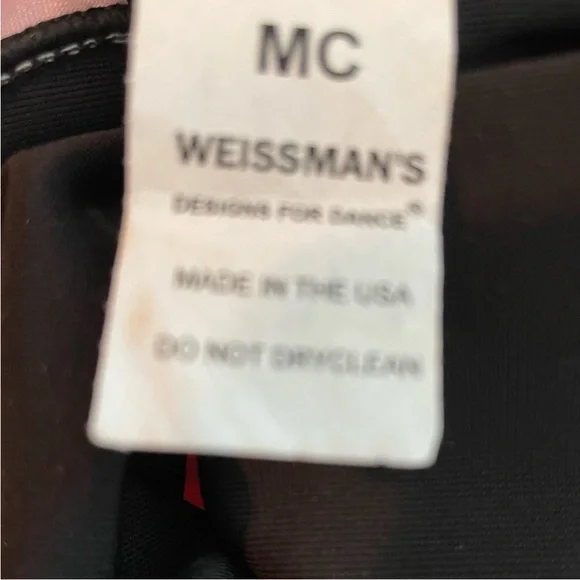 MC
WEISSMAN'S
DESIGNS FOR DANCE®
MADE IN THE USA
DO NOT DRYCLEAN